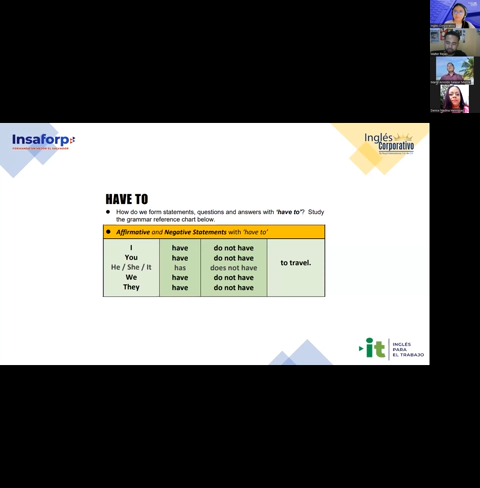 Insaforp
Inglés
Corporativo
HAVE TO
● How do we form statements, questions and answers with 'have to'? Study
the grammar reference chart below.
● Affirmative and Negative Statements with 'have to'
I have do not have
You have do not have
He / She / It has does not have
We have do not have
They have do not have
to travel.
it INGLÉS
PARA
EL TRABAJO